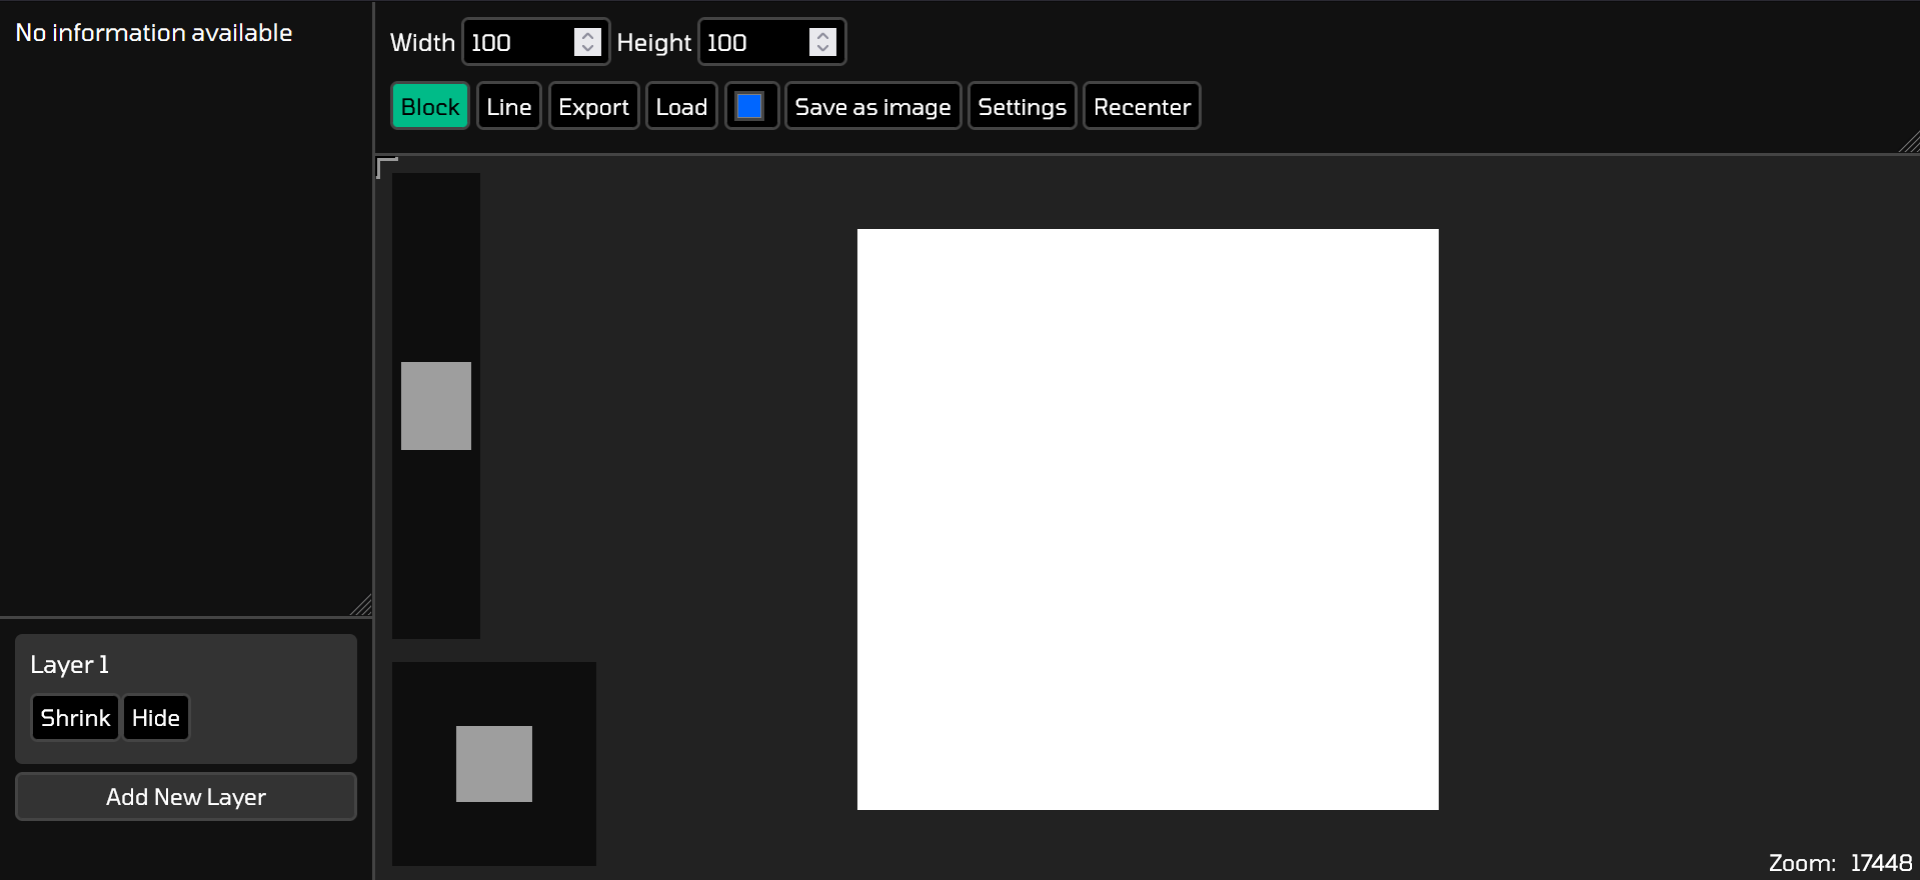 No information available
Width 100 Height 100
Block Line Export Load Save as image Settings Recenter
Layer 1
Shrink Hide
Add New Layer
Zoom: 17448